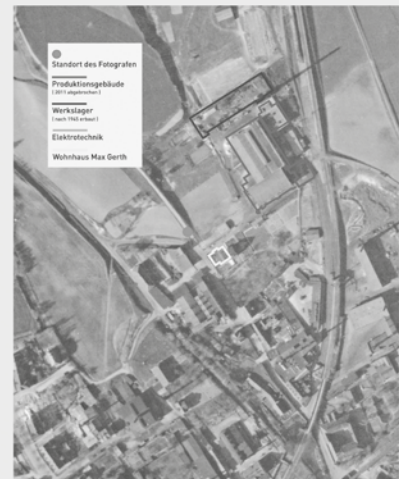 Standort des Fotografen
Produktionsgebäude
(2011 abgebrochen)
Werkslager
(nach 1945 erbaut)
Elektrotechnik
Wohnhaus Max Gerth